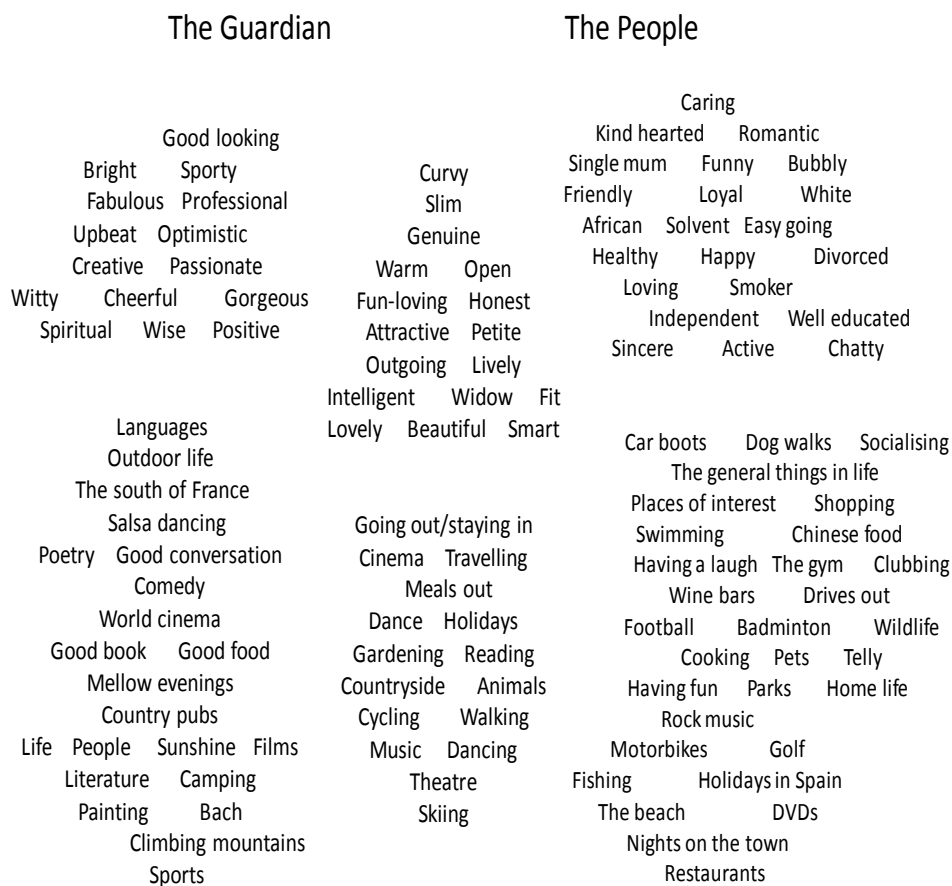 The Guardian
The People
Good looking
Bright Sporty
Fabulous Professional
Upbeat Optimistic
Creative Passionate
Witty Cheerful Gorgeous
Spiritual Wise Positive
Languages
Outdoor life
The south of France
Salsa dancing
Poetry Good conversation
Comedy
World cinema
Good book Good food
Mellow evenings
Country pubs
Life People Sunshine Films
Literature Camping
Painting Bach
Climbing mountains
Sports
Curvy
Slim
Genuine
Warm Open
Fun-loving Honest
Attractive Petite
Outgoing Lively
Intelligent Widow Fit
Lovely Beautiful Smart
Going out/staying in
Cinema Travelling
Meals out
Dance Holidays
Gardening Reading
Countryside Animals
Cycling Walking
Music Dancing
Theatre
Skiing
Caring
Kind hearted Romantic
Single mum Funny Bubbly
Friendly Loyal White
African Solvent Easy going
Healthy Happy Divorced
Loving Smoker
Independent Well educated
Sincere Active Chatty
Car boots Dog walks Socialising
The general things in life
Places of interest Shopping
Swimming Chinese food
Having a laugh The gym Clubbing
Wine bars Drives out
Football Badminton Wildlife
Cooking Pets Telly
Having fun Parks Home life
Rock music
Motorbikes Golf
Fishing Holidays in Spain
The beach DVDs
Nights on the town
Restaurants